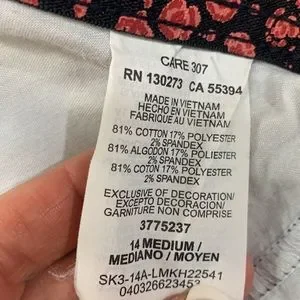 CARE 307
RN 130273 CA 55394
MADE IN VIETNAM
HECHO EN VIETNAM
FABRIQUÉ AU VIETNAM
81% COTTON 17% POLYESTER
2% SPANDEX
81% ALGODON 17% POLIESTER
2% SPANDEX
81% COTON 17% POLYESTER
2% SPANDEX
EXCLUSIVE OF DECORATION/
EXCEPTO DECORACION/
GARNITURE NON COMPRISE
3775237
14 MEDIUM /
MEDIANO / MOYEN
SK3-14A-LMKH22541
040326623453